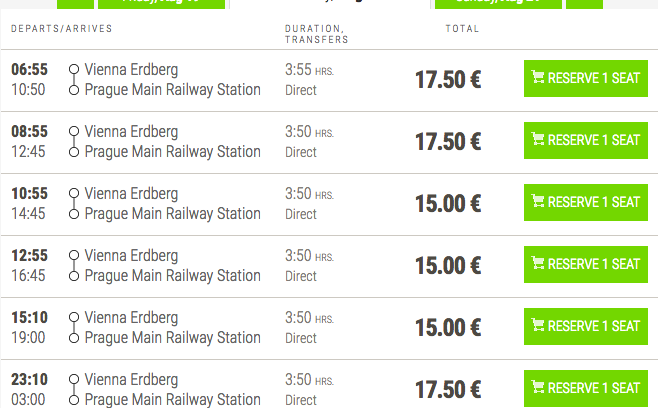 DEPARTS/ARRIVES DURATION, TRANSFERS TOTAL
06:55 Vienna Erdberg 3:55 HRS. 17.50 € RESERVE 1 SEAT
10:50 Prague Main Railway Station Direct
08:55 Vienna Erdberg 3:50 HRS. 17.50 € RESERVE 1 SEAT
12:45 Prague Main Railway Station Direct
10:55 Vienna Erdberg 3:50 HRS. 15.00 € RESERVE 1 SEAT
14:45 Prague Main Railway Station Direct
12:55 Vienna Erdberg 3:50 HRS. 15.00 € RESERVE 1 SEAT
16:45 Prague Main Railway Station Direct
15:10 Vienna Erdberg 3:50 HRS. 15.00 € RESERVE 1 SEAT
19:00 Prague Main Railway Station Direct
23:10 Vienna Erdberg 3:50 HRS. 17.50 € RESERVE 1 SEAT
03:00 Prague Main Railway Station Direct